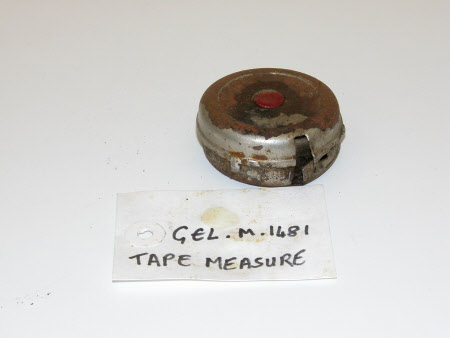 GEL. M. 1481
TAPE MEASURE